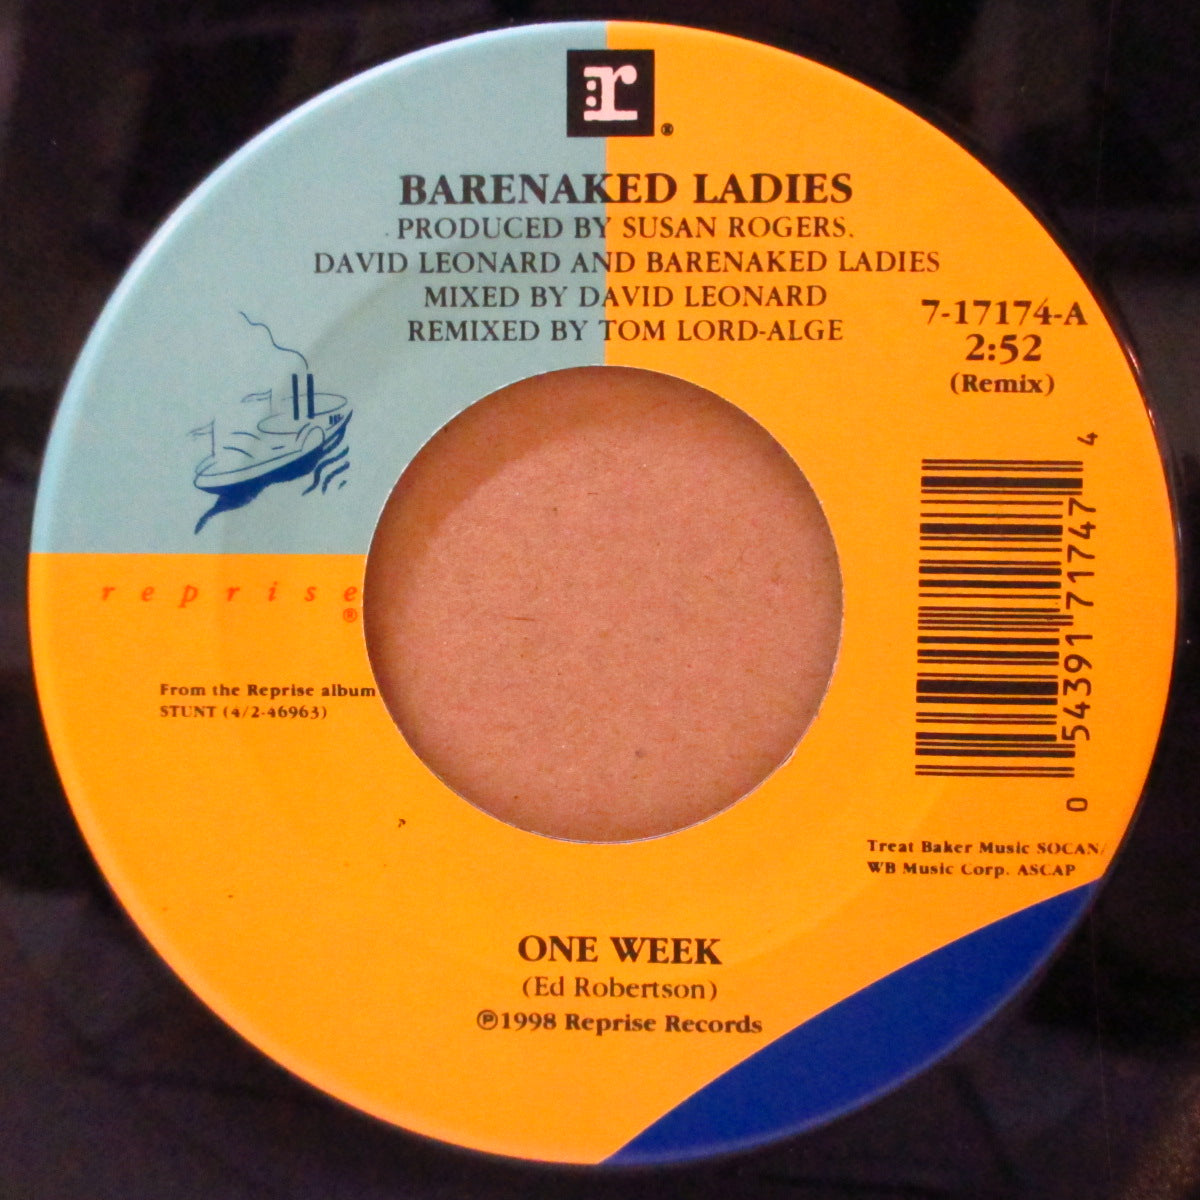 r ®
BARENAKED LADIES
PRODUCED BY SUSAN ROGERS,
DAVID LEONARD AND BARENAKED LADIES
MIXED BY DAVID LEONARD
REMIXED BY TOM LORD-ALGE
7-17174-A
2:52
(Remix)
0 54391 71747 4
reprise
®
From the Reprise album
STUNT (4/2-46963)
Treat Baker Music SOCAN/
WB Music Corp. ASCAP
ONE WEEK
(Ed Robertson)
℗1998 Reprise Records